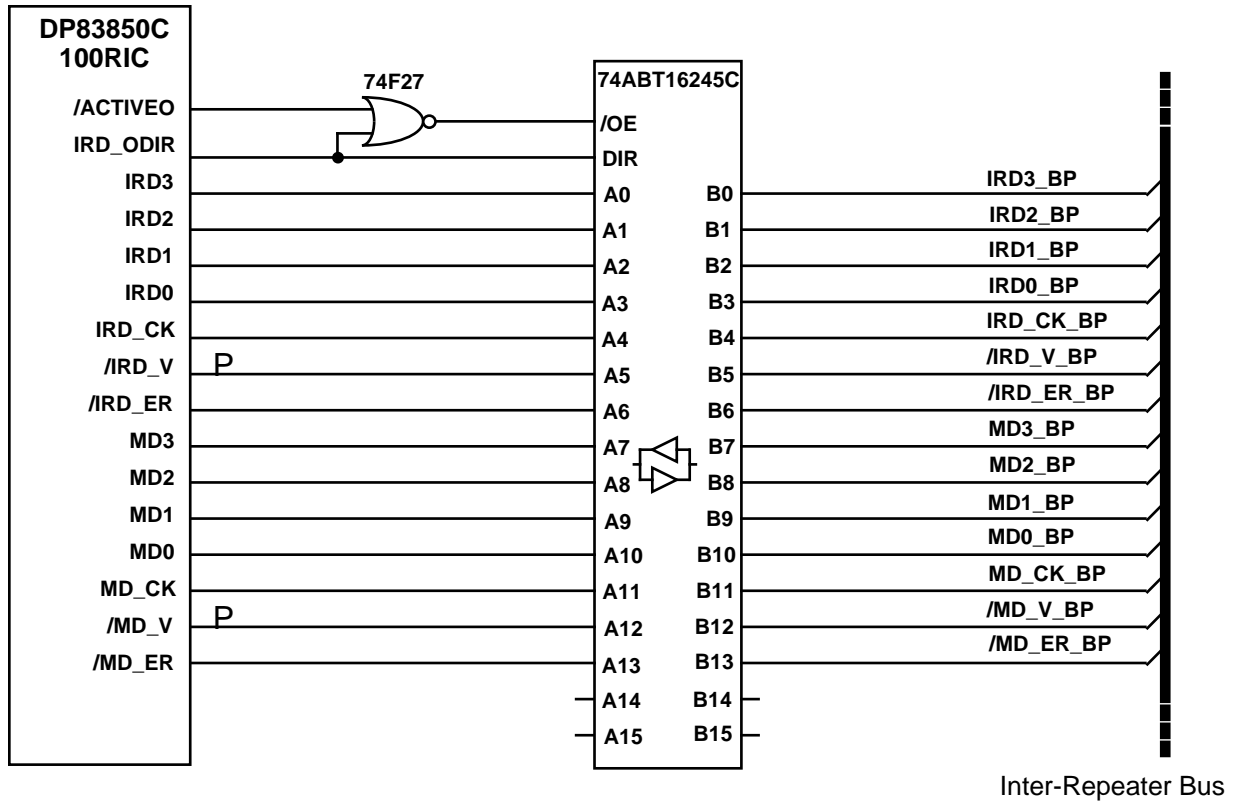 DP83850C
100RIC
74F27
74ABT16245C
/ACTIVEO
/OE
IRD_ODIR
DIR
IRD3 A0 B0 IRD3_BP
IRD2 A1 B1 IRD2_BP
IRD1 A2 B2 IRD1_BP
IRD0 A3 B3 IRD0_BP
IRD_CK A4 B4 IRD_CK_BP
/IRD_V P A5 B5 /IRD_V_BP
/IRD_ER A6 B6 /IRD_ER_BP
MD3 A7 B7 MD3_BP
MD2 A8 B8 MD2_BP
MD1 A9 B9 MD1_BP
MD0 A10 B10 MD0_BP
MD_CK A11 B11 MD_CK_BP
/MD_V P A12 B12 /MD_V_BP
/MD_ER A13 B13 /MD_ER_BP
A14 B14
A15 B15
Inter-Repeater Bus